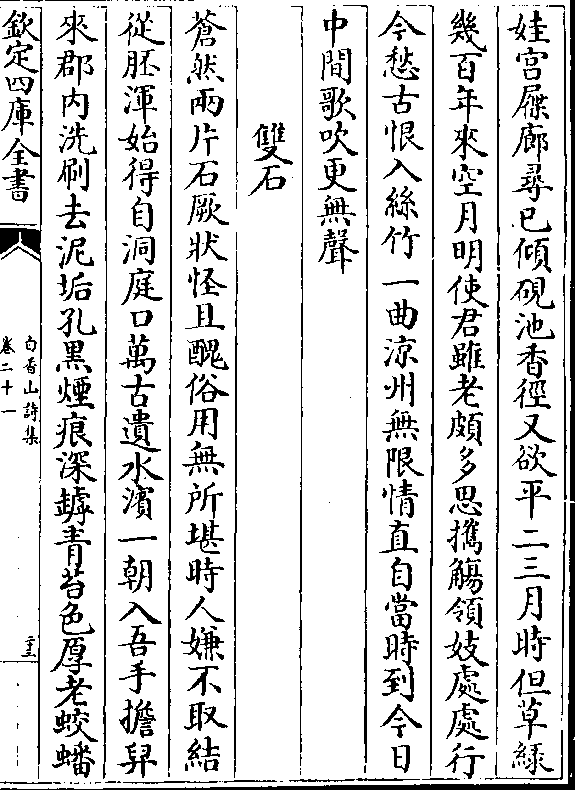 娃宫屧廊尋已傾硯池香徑又欲平二三月時但草緑
幾百年來空月明使君雖老頗多思攜觴領妓處處行
今愁古恨入絲竹一曲涼州無限情直自當時到今日
中間歌吹更無聲
雙石
蒼然兩片石厥狀怪且醜俗用無所堪時人嫌不取結
從胚渾始得自洞庭口萬古遺水濱一朝入吾手擔舁
來郡内洗刷去泥垢孔黑煙痕深罅青苔色厚老蛟蟠
欽定四庫全書
白香山詩集
卷二十一